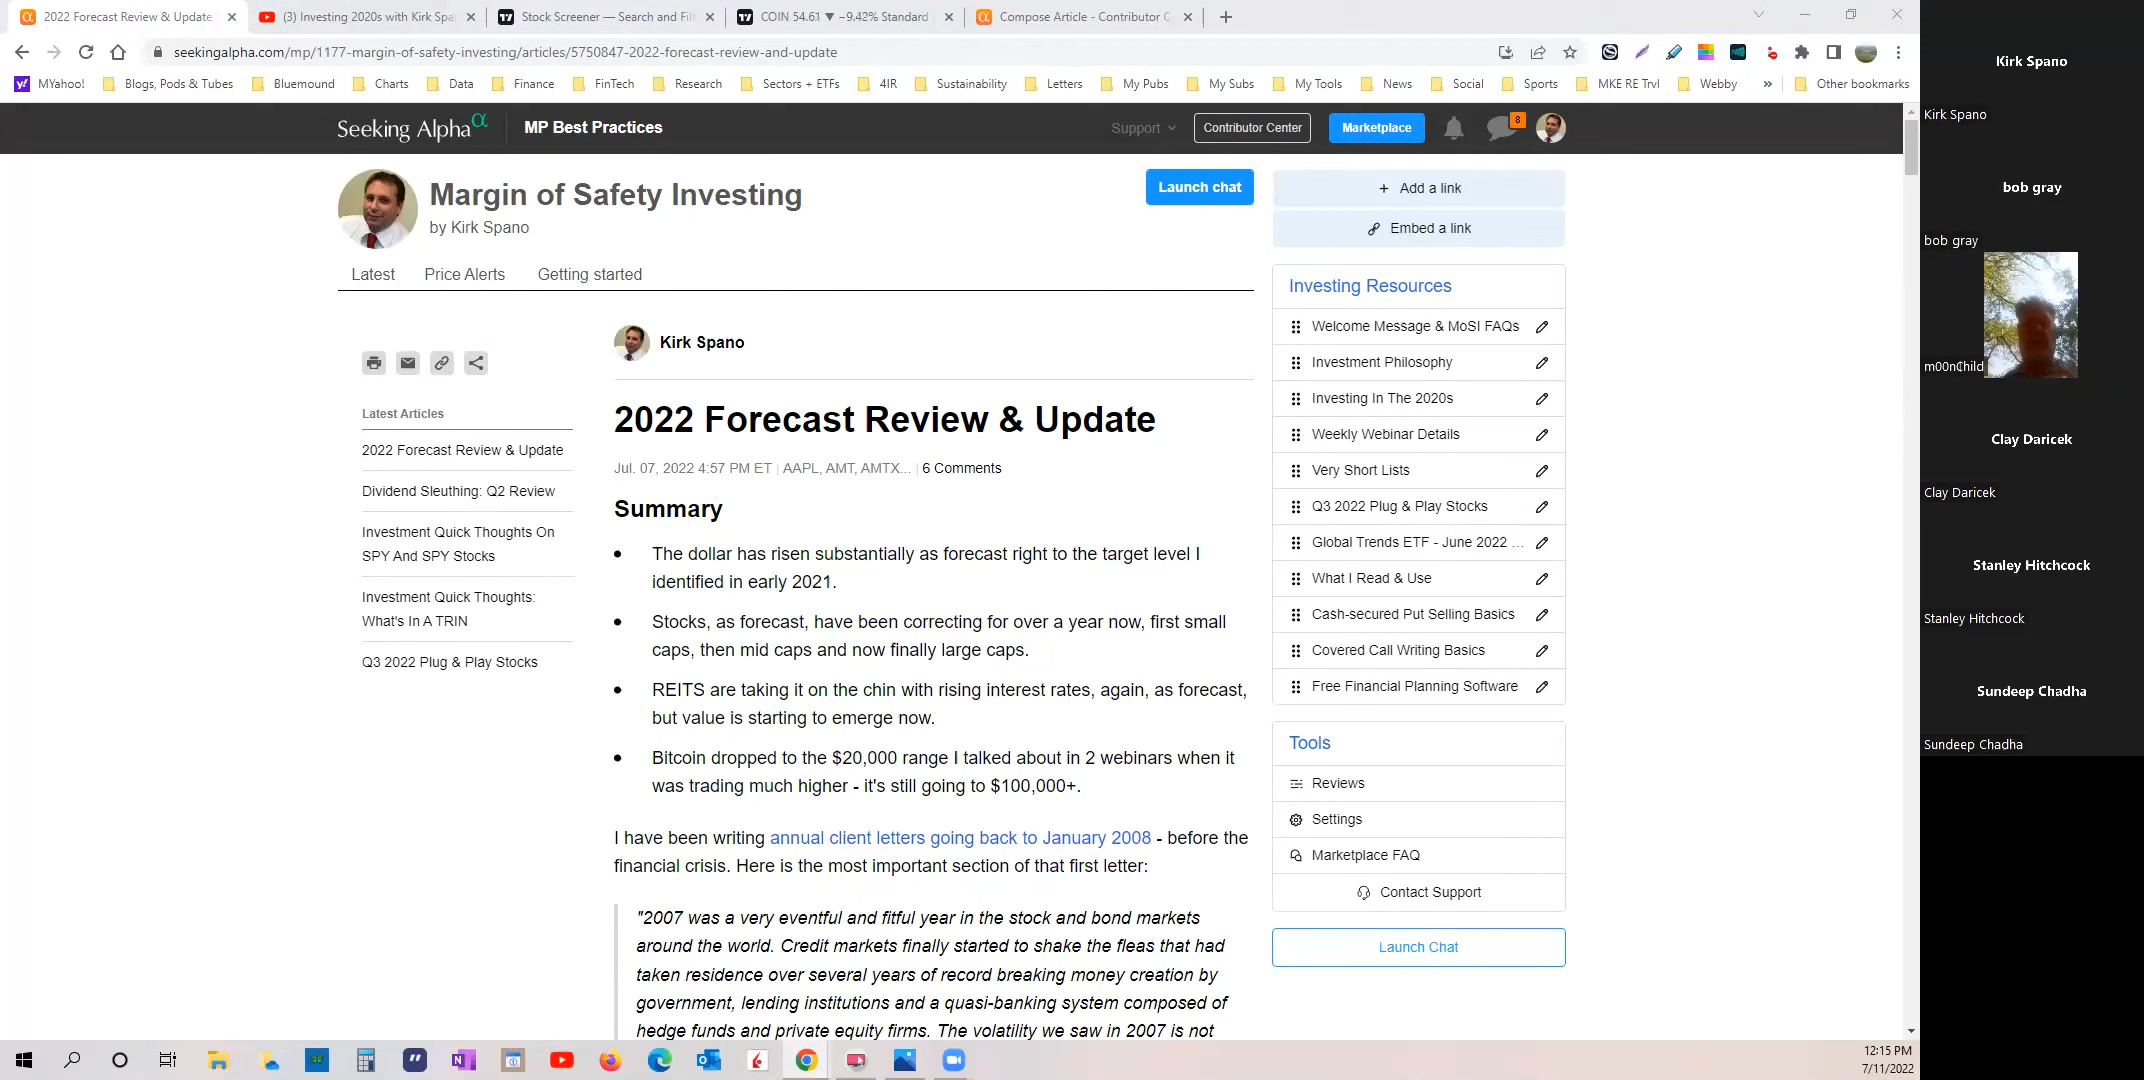 2022 Forecast Review & Update
(3) Investing 2020s with Kirk Spa
Stock Screener — Search and Filt
COIN 54.61 ▼ −9.42% Standard
Compose Article - Contributor C
seekingalpha.com/mp/1177-margin-of-safety-investing/articles/5750847-2022-forecast-review-and-update
MYahoo!
Blogs, Pods & Tubes
Bluemound
Charts
Data
Finance
FinTech
Research
Sectors + ETFs
4IR
Sustainability
Letters
My Pubs
My Subs
My Tools
News
Social
Sports
MKE RE Trvl
Webby
»
Other bookmarks
Seeking Alpha α
MP Best Practices
Support
Contributor Center
Marketplace
8
Margin of Safety Investing
by Kirk Spano
Launch chat
Latest
Price Alerts
Getting started
Latest Articles
2022 Forecast Review & Update
Dividend Sleuthing: Q2 Review
Investment Quick Thoughts On
SPY And SPY Stocks
Investment Quick Thoughts:
What's In A TRIN
Q3 2022 Plug & Play Stocks
Kirk Spano
2022 Forecast Review & Update
Jul. 07, 2022 4:57 PM ET | AAPL, AMT, AMTX... | 6 Comments
Summary
• The dollar has risen substantially as forecast right to the target level I
identified in early 2021.
• Stocks, as forecast, have been correcting for over a year now, first small
caps, then mid caps and now finally large caps.
• REITS are taking it on the chin with rising interest rates, again, as forecast,
but value is starting to emerge now.
• Bitcoin dropped to the $20,000 range I talked about in 2 webinars when it
was trading much higher - it's still going to $100,000+.
I have been writing annual client letters going back to January 2008 - before the
financial crisis. Here is the most important section of that first letter:
"2007 was a very eventful and fitful year in the stock and bond markets
around the world. Credit markets finally started to shake the fleas that had
taken residence over several years of record breaking money creation by
government, lending institutions and a quasi-banking system composed of
hedge funds and private equity firms. The volatility we saw in 2007 is not
+ Add a link
Embed a link
Investing Resources
Welcome Message & MoSI FAQs
Investment Philosophy
Investing In The 2020s
Weekly Webinar Details
Very Short Lists
Q3 2022 Plug & Play Stocks
Global Trends ETF - June 2022 ...
What I Read & Use
Cash-secured Put Selling Basics
Covered Call Writing Basics
Free Financial Planning Software
Tools
Reviews
Settings
Marketplace FAQ
Contact Support
Launch Chat
Kirk Spano
Kirk Spano
bob gray
bob gray
m00nChild
Clay Daricek
Clay Daricek
Stanley Hitchcock
Stanley Hitchcock
Sundeep Chadha
Sundeep Chadha
12:15 PM
7/11/2022